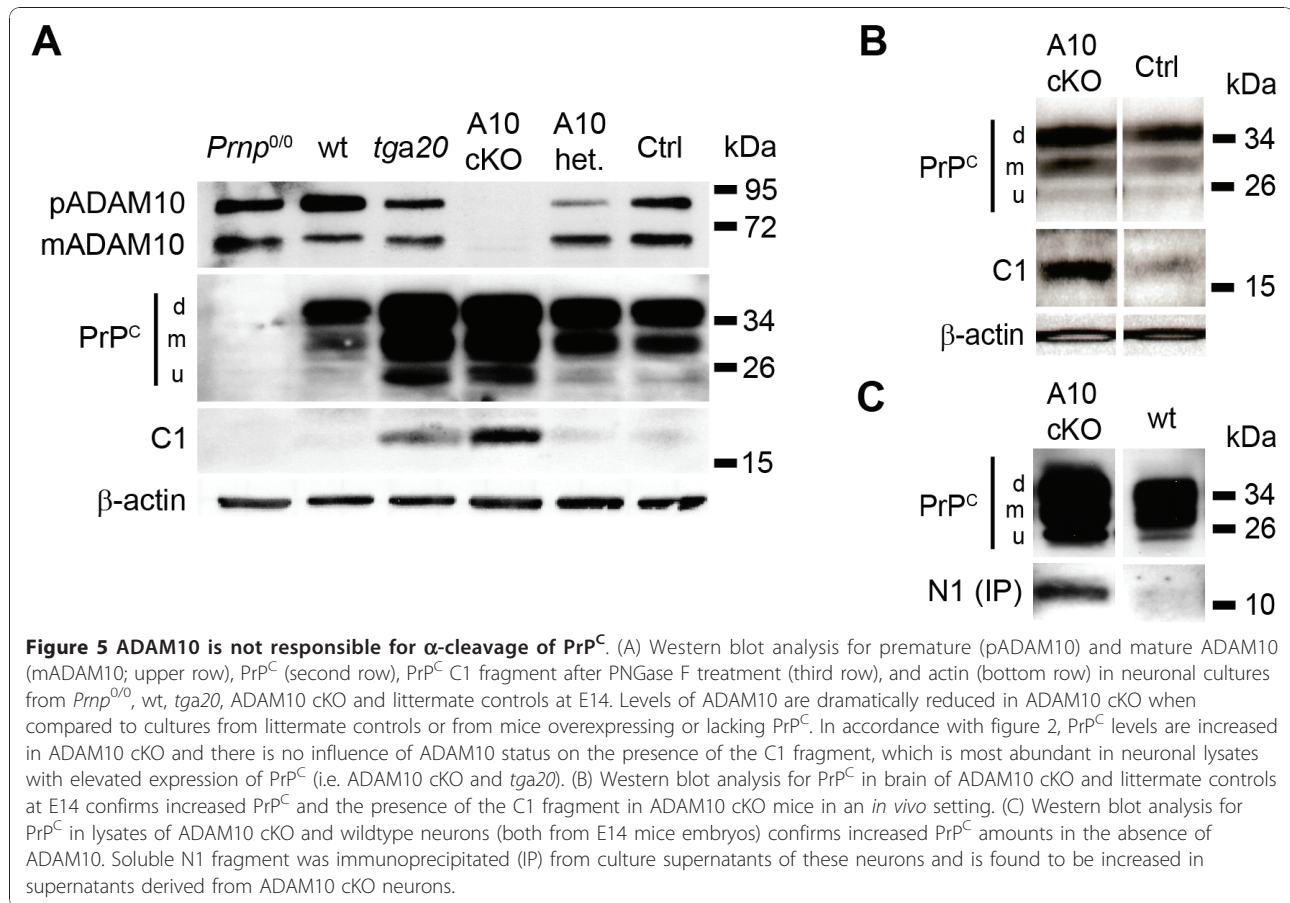 A
Prnp0/0 wt tga20 A10 cKO A10 het. Ctrl kDa
pADAM10
mADAM10
95
72
PrPC
d
m
u
34
26
C1
15
β-actin
B
A10 cKO Ctrl kDa
PrPC
d
m
u
34
26
C1
15
β-actin
C
A10 cKO wt kDa
PrPC
d
m
u
34
26
N1 (IP)
10
Figure 5 ADAM10 is not responsible for α-cleavage of PrPC. (A) Western blot analysis for premature (pADAM10) and mature ADAM10
(mADAM10; upper row), PrPC (second row), PrPC C1 fragment after PNGase F treatment (third row), and actin (bottom row) in neuronal cultures
from Prnp0/0, wt, tga20, ADAM10 cKO and littermate controls at E14. Levels of ADAM10 are dramatically reduced in ADAM10 cKO when
compared to cultures from littermate controls or from mice overexpressing or lacking PrPC. In accordance with figure 2, PrPC levels are increased
in ADAM10 cKO and there is no influence of ADAM10 status on the presence of the C1 fragment, which is most abundant in neuronal lysates
with elevated expression of PrPC (i.e. ADAM10 cKO and tga20). (B) Western blot analysis for PrPC in brain of ADAM10 cKO and littermate controls
at E14 confirms increased PrPC and the presence of the C1 fragment in ADAM10 cKO mice in an in vivo setting. (C) Western blot analysis for
PrPC in lysates of ADAM10 cKO and wildtype neurons (both from E14 mice embryos) confirms increased PrPC amounts in the absence of
ADAM10. Soluble N1 fragment was immunoprecipitated (IP) from culture supernatants of these neurons and is found to be increased in
supernatants derived from ADAM10 cKO neurons.